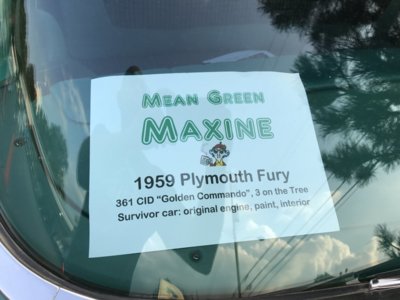 Mean Green
Maxine
1959 Plymouth Fury
361 CID "Golden Commando", 3 on the Tree
Survivor car: original engine, paint, interior